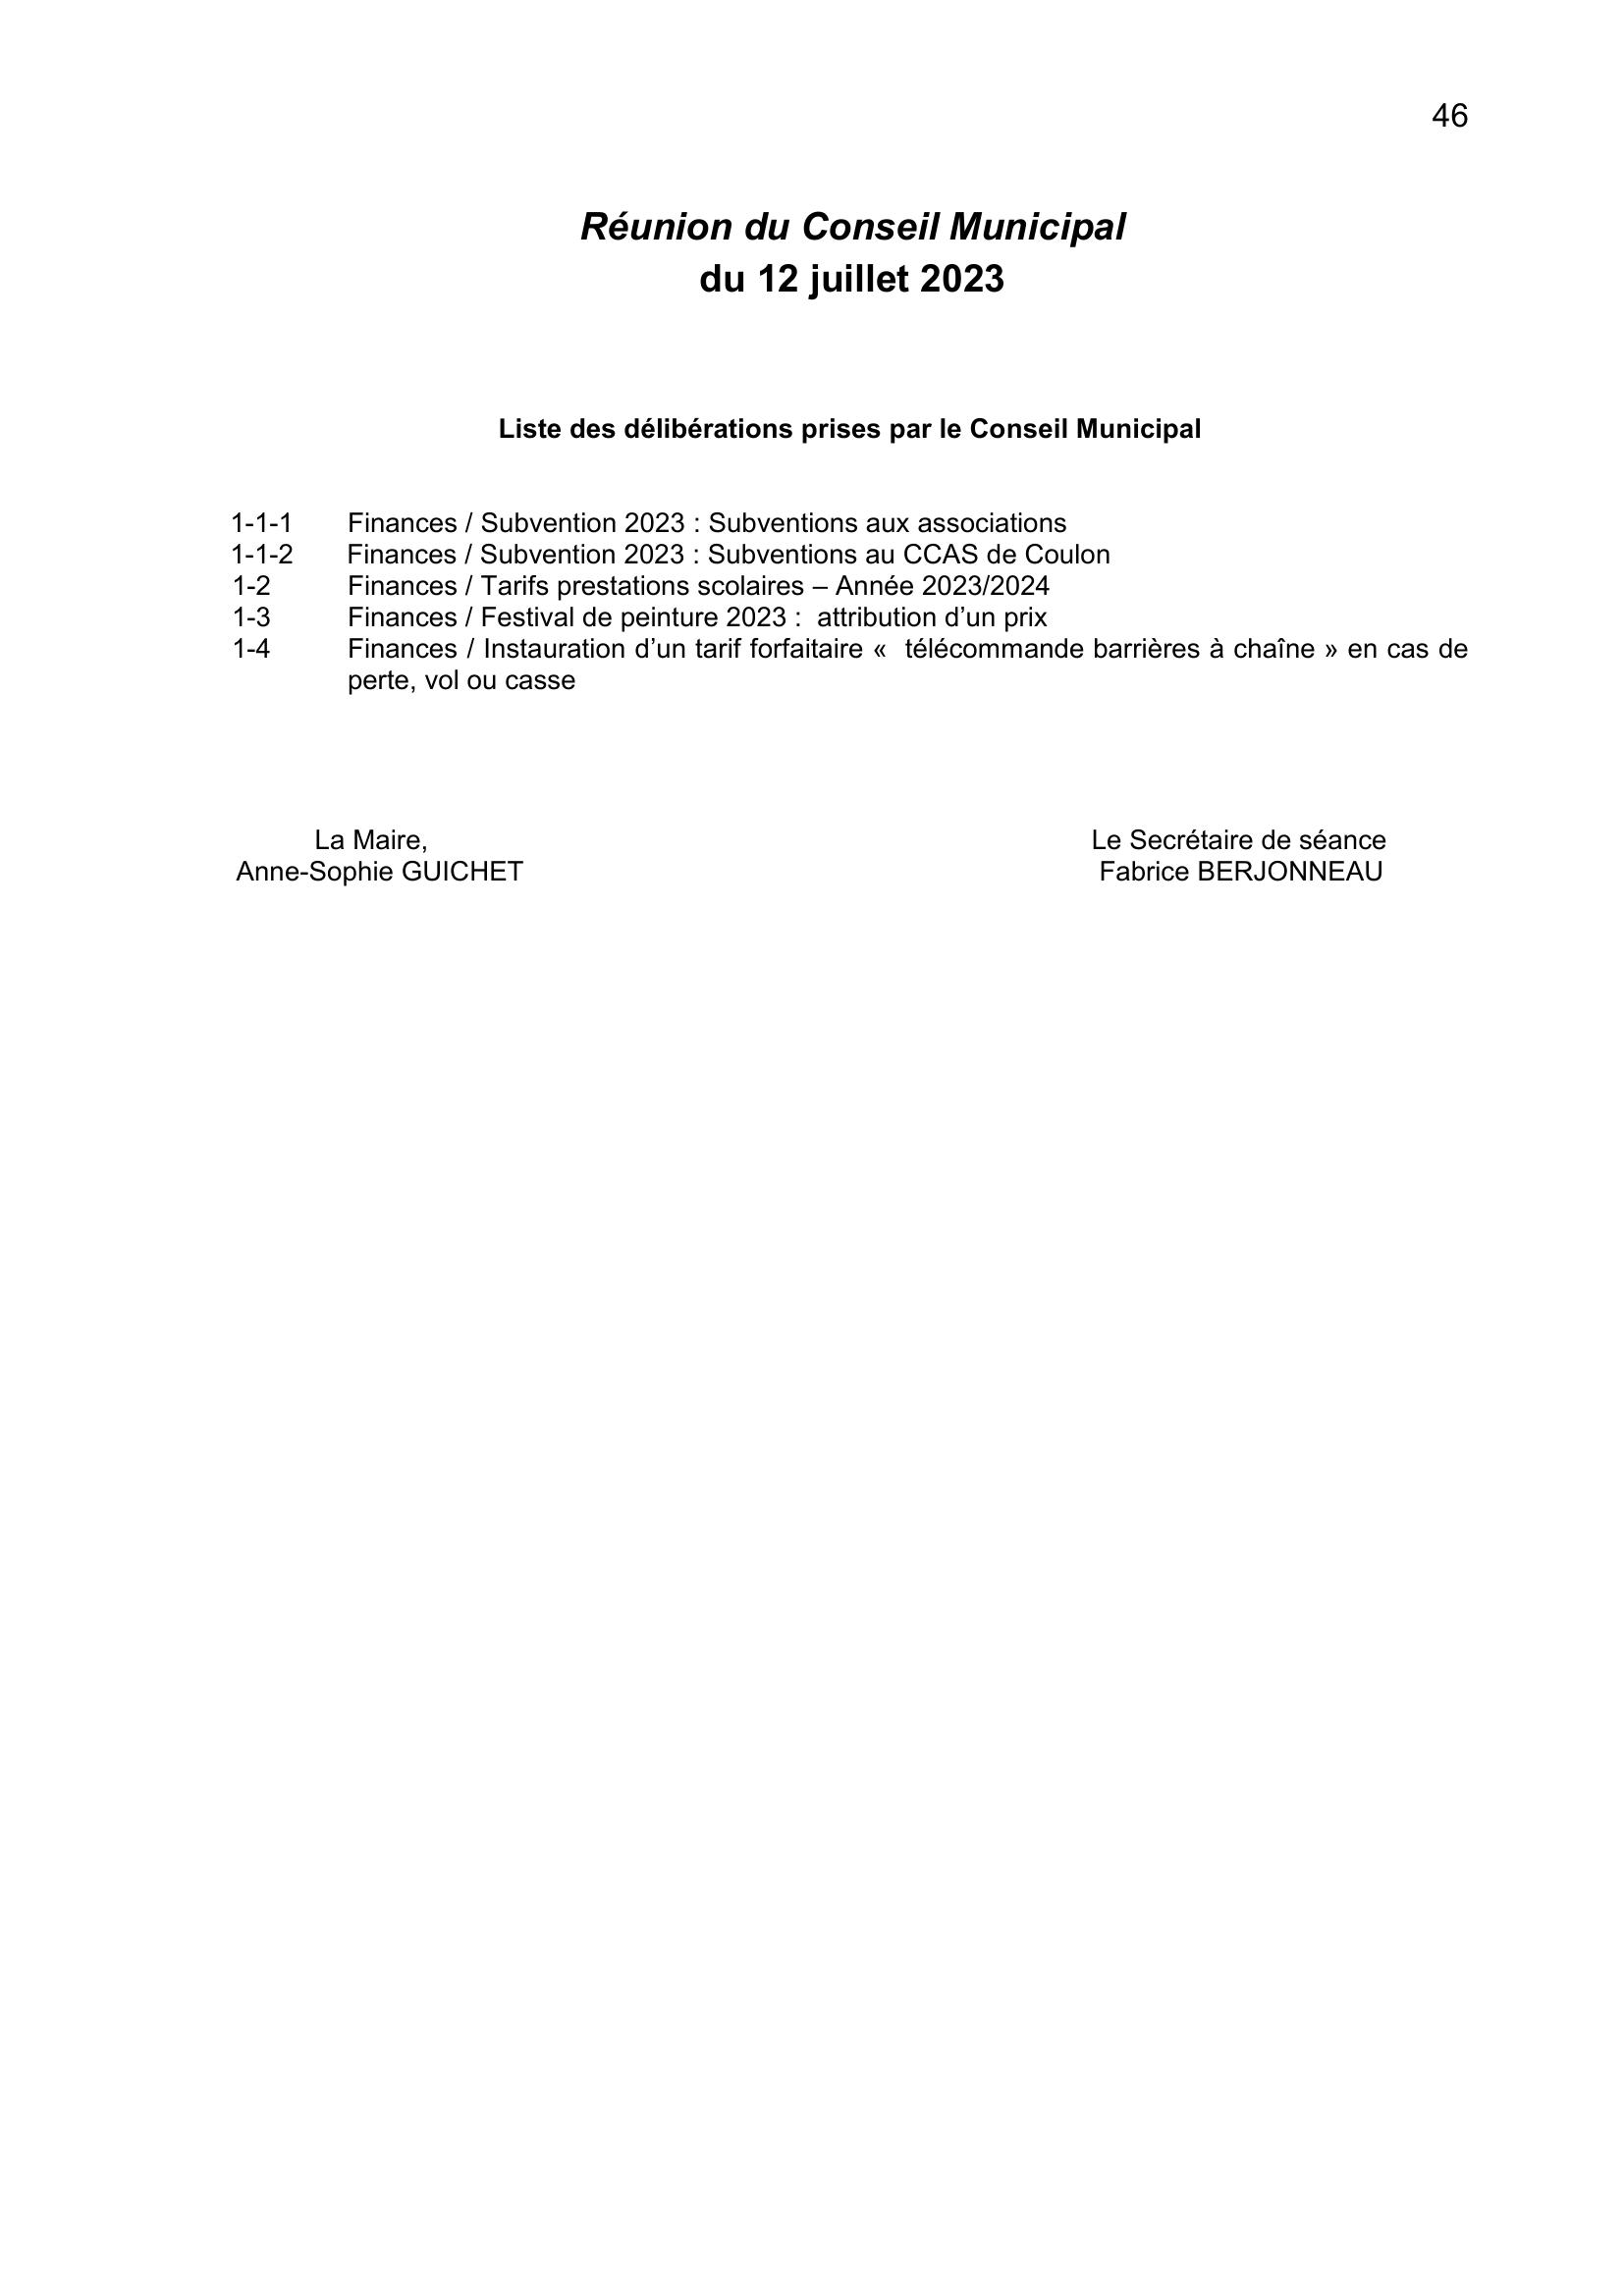 46
Réunion du Conseil Municipal
du 12 juillet 2023
Liste des délibérations prises par le Conseil Municipal
1-1-1 Finances / Subvention 2023 : Subventions aux associations
1-1-2 Finances / Subvention 2023 : Subventions au CCAS de Coulon
1-2 Finances / Tarifs prestations scolaires – Année 2023/2024
1-3 Finances / Festival de peinture 2023 :  attribution d’un prix
1-4 Finances / Instauration d’un tarif forfaitaire «  télécommande barrières à chaîne » en cas de
perte, vol ou casse
La Maire,
Anne-Sophie GUICHET
Le Secrétaire de séance
Fabrice BERJONNEAU